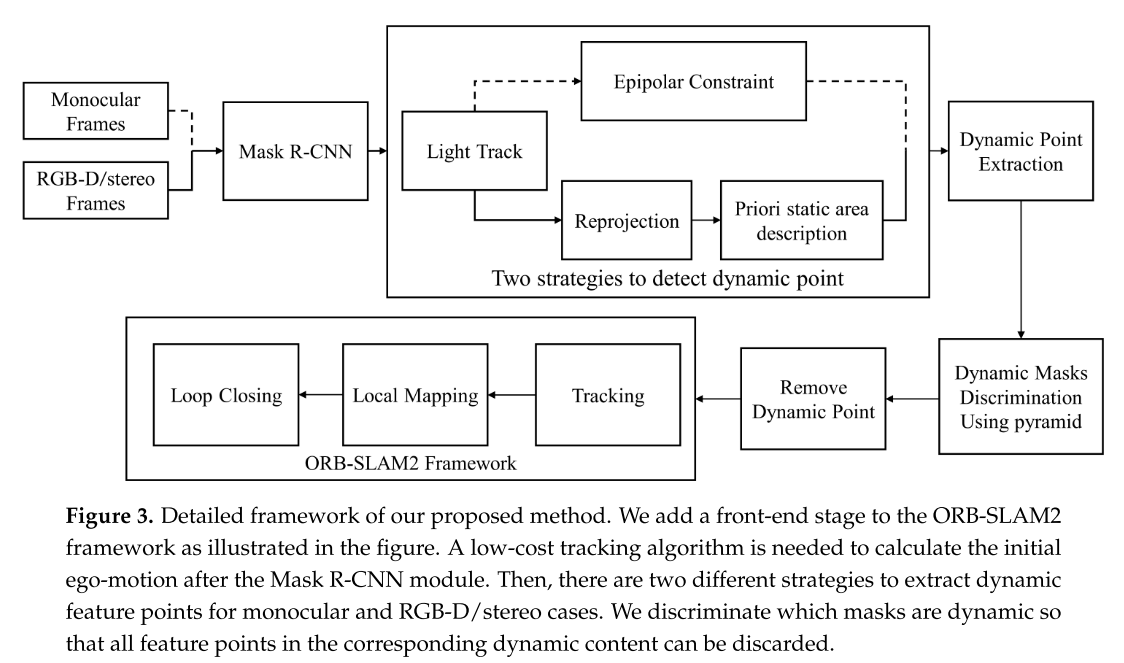 Monocular
Frames
RGB-D/stereo
Frames
Mask R-CNN
Light Track
Epipolar Constraint
Reprojection
Priori static area
description
Two strategies to detect dynamic point
Dynamic Point
Extraction
Dynamic Masks
Discrimination
Using pyramid
Remove
Dynamic Point
Tracking
Local Mapping
Loop Closing
ORB-SLAM2 Framework
Figure 3. Detailed framework of our proposed method. We add a front-end stage to the ORB-SLAM2
framework as illustrated in the figure. A low-cost tracking algorithm is needed to calculate the initial
ego-motion after the Mask R-CNN module. Then, there are two different strategies to extract dynamic
feature points for monocular and RGB-D/stereo cases. We discriminate which masks are dynamic so
that all feature points in the corresponding dynamic content can be discarded.